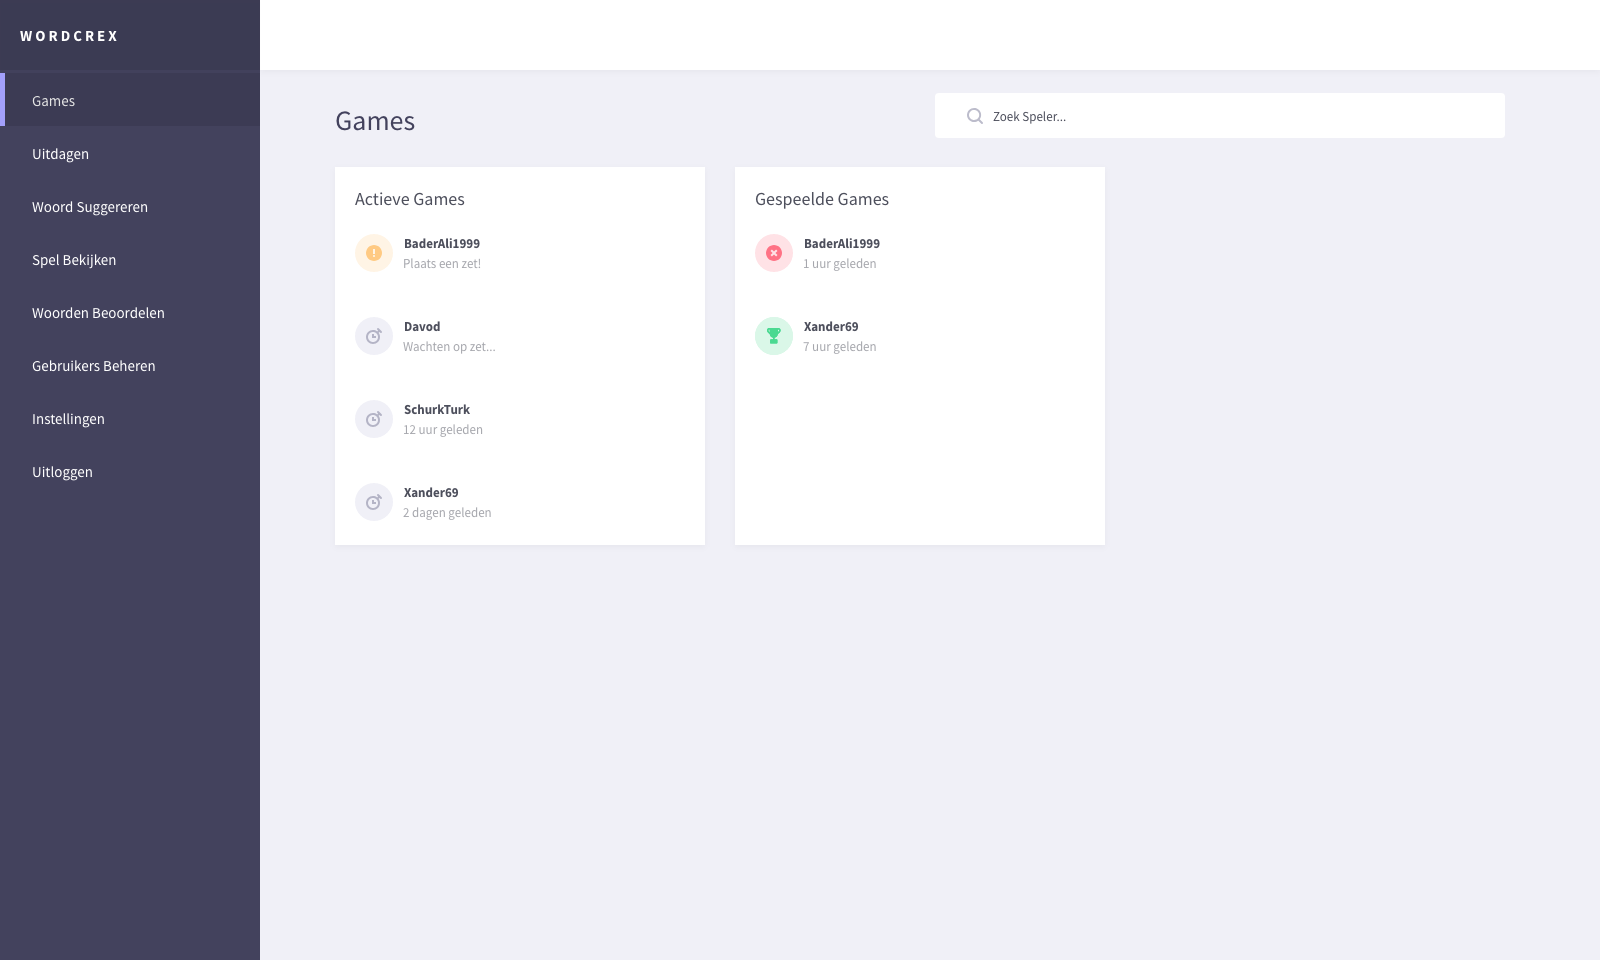 WORDCREX
Games
Uitdagen
Woord Suggereren
Spel Bekijken
Woorden Beoordelen
Gebruikers Beheren
Instellingen
Uitloggen
Games
Zoek Speler...
Actieve Games
BaderAli1999
Plaats een zet!
Davod
Wachten op zet...
SchurkTurk
12 uur geleden
Xander69
2 dagen geleden
Gespeelde Games
BaderAli1999
1 uur geleden
Xander69
7 uur geleden